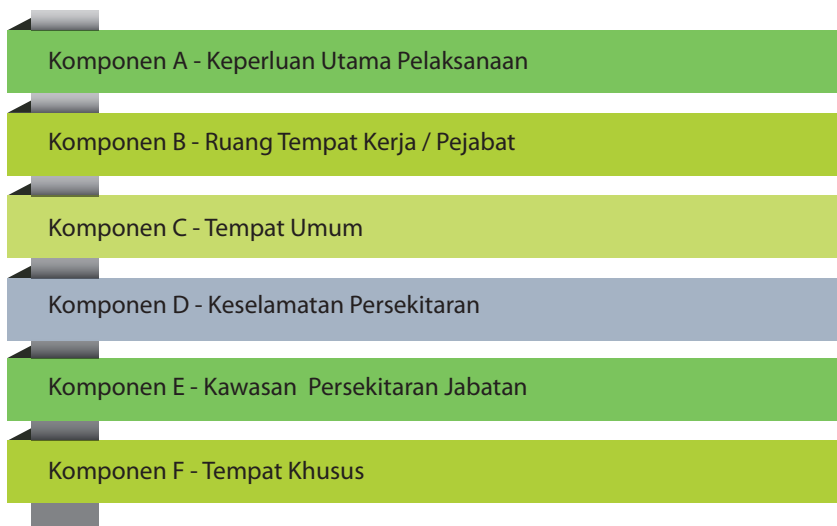 Komponen A - Keperluan Utama Pelaksanaan
Komponen B - Ruang Tempat Kerja / Pejabat
Komponen C - Tempat Umum
Komponen D - Keselamatan Persekitaran
Komponen E - Kawasan  Persekitaran Jabatan
Komponen F - Tempat Khusus